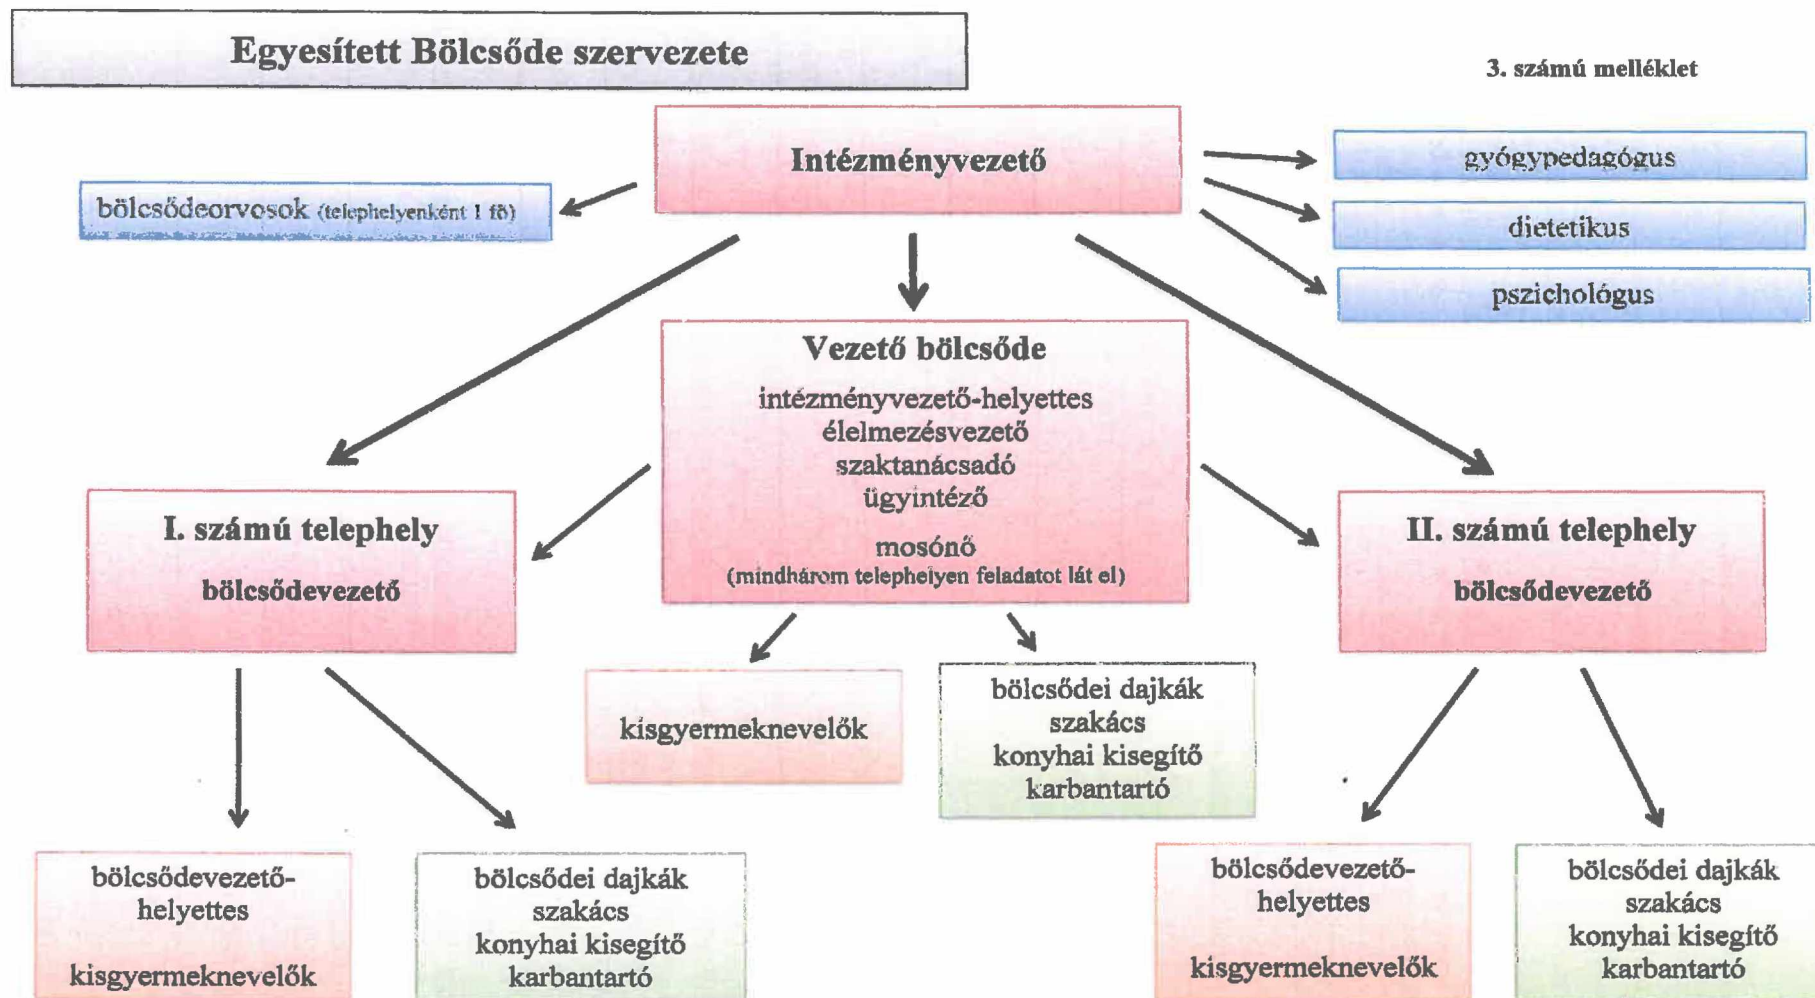 Egyesített Bölcsőde szervezete
3. számú melléklet
Intézményvezető
gyógypedagógus
bölcsődeorvosok (telephelyenként 1 fő)
dietetikus
pszichológus
Vezető bölcsőde
intézményvezető-helyettes
élelmezésvezető
szaktanácsadó
ügyintéző
mosónő
(mindhárom telephelyen feladatot lát el)
I. számú telephely
bölcsődevezető
II. számú telephely
bölcsődevezető
kisgyermeknevelők
bölcsődei dajkák
szakács
konyhai kisegítő
karbantartó
bölcsődevezető-
helyettes
kisgyermeknevelők
bölcsődei dajkák
szakács
konyhai kisegítő
karbantartó
bölcsődevezető-
helyettes
kisgyermeknevelők
bölcsődei dajkák
szakács
konyhai kisegítő
karbantartó